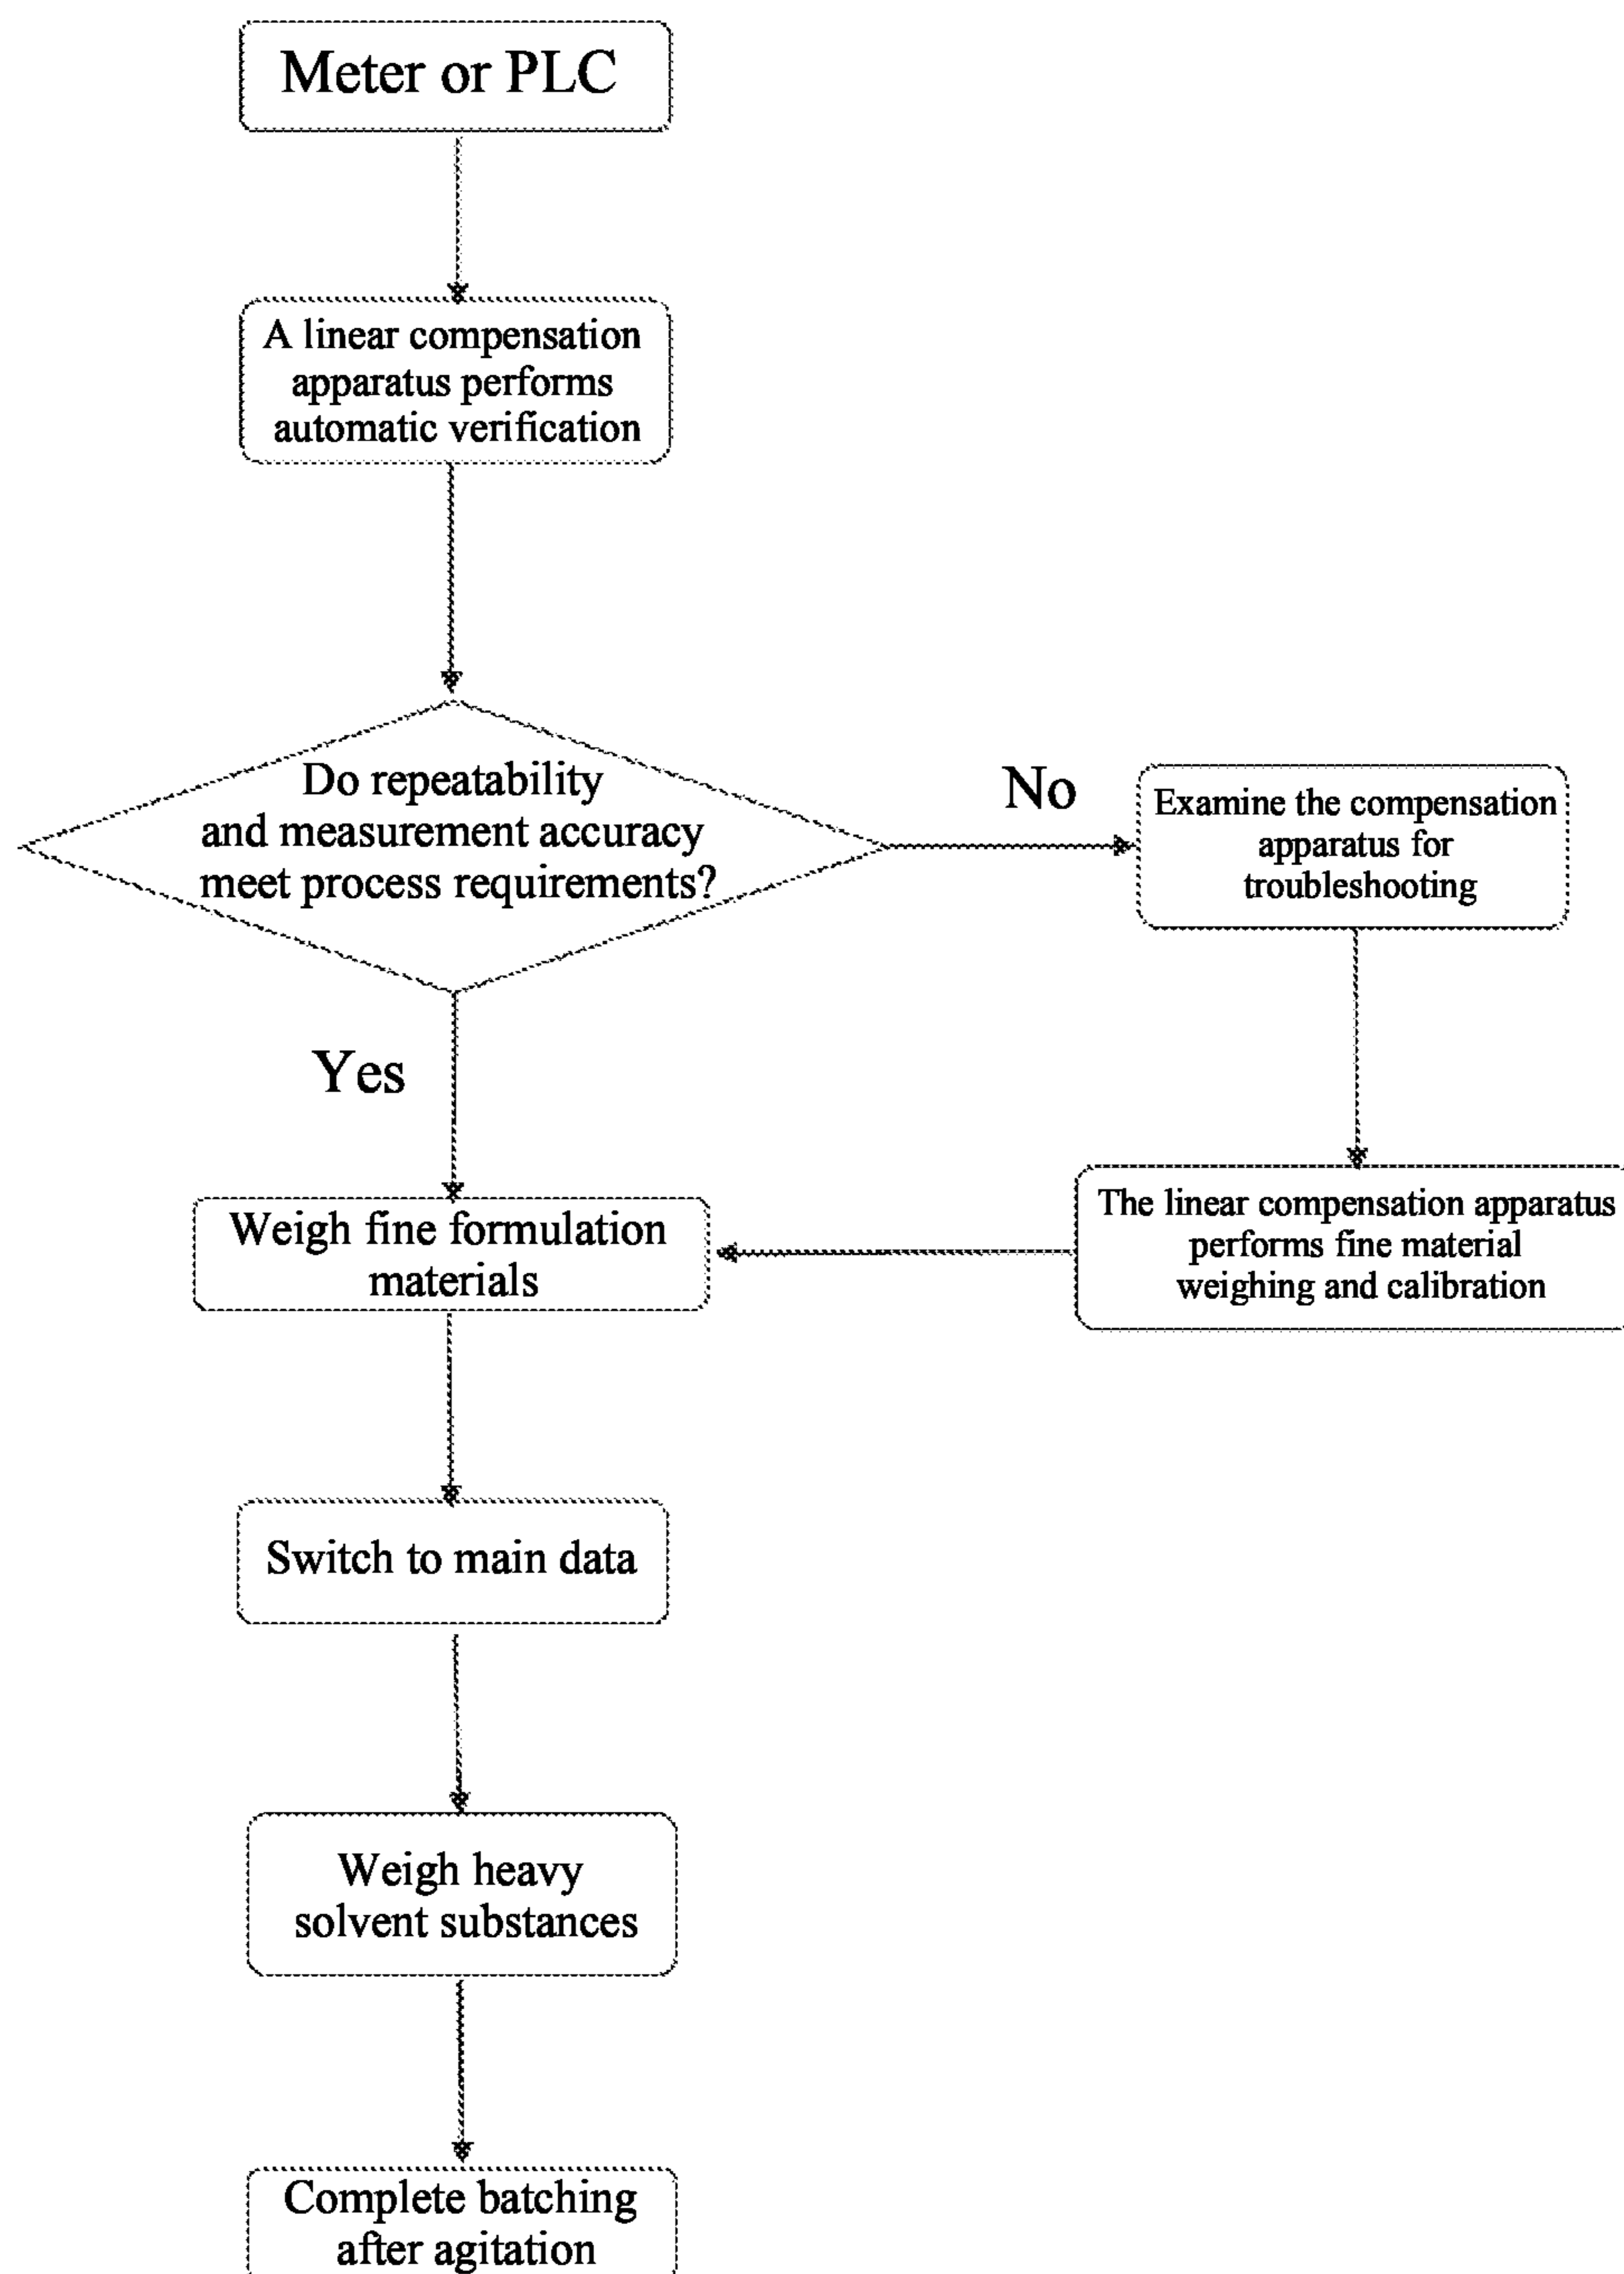 Meter or PLC
A linear compensation
apparatus performs
automatic verification
Do repeatability
and measurement accuracy
meet process requirements?
No
Examine the compensation
apparatus for
troubleshooting
Yes
Weigh fine formulation
materials
The linear compensation apparatus
performs fine material
weighing and calibration
Switch to main data
Weigh heavy
solvent substances
Complete batching
after agitation